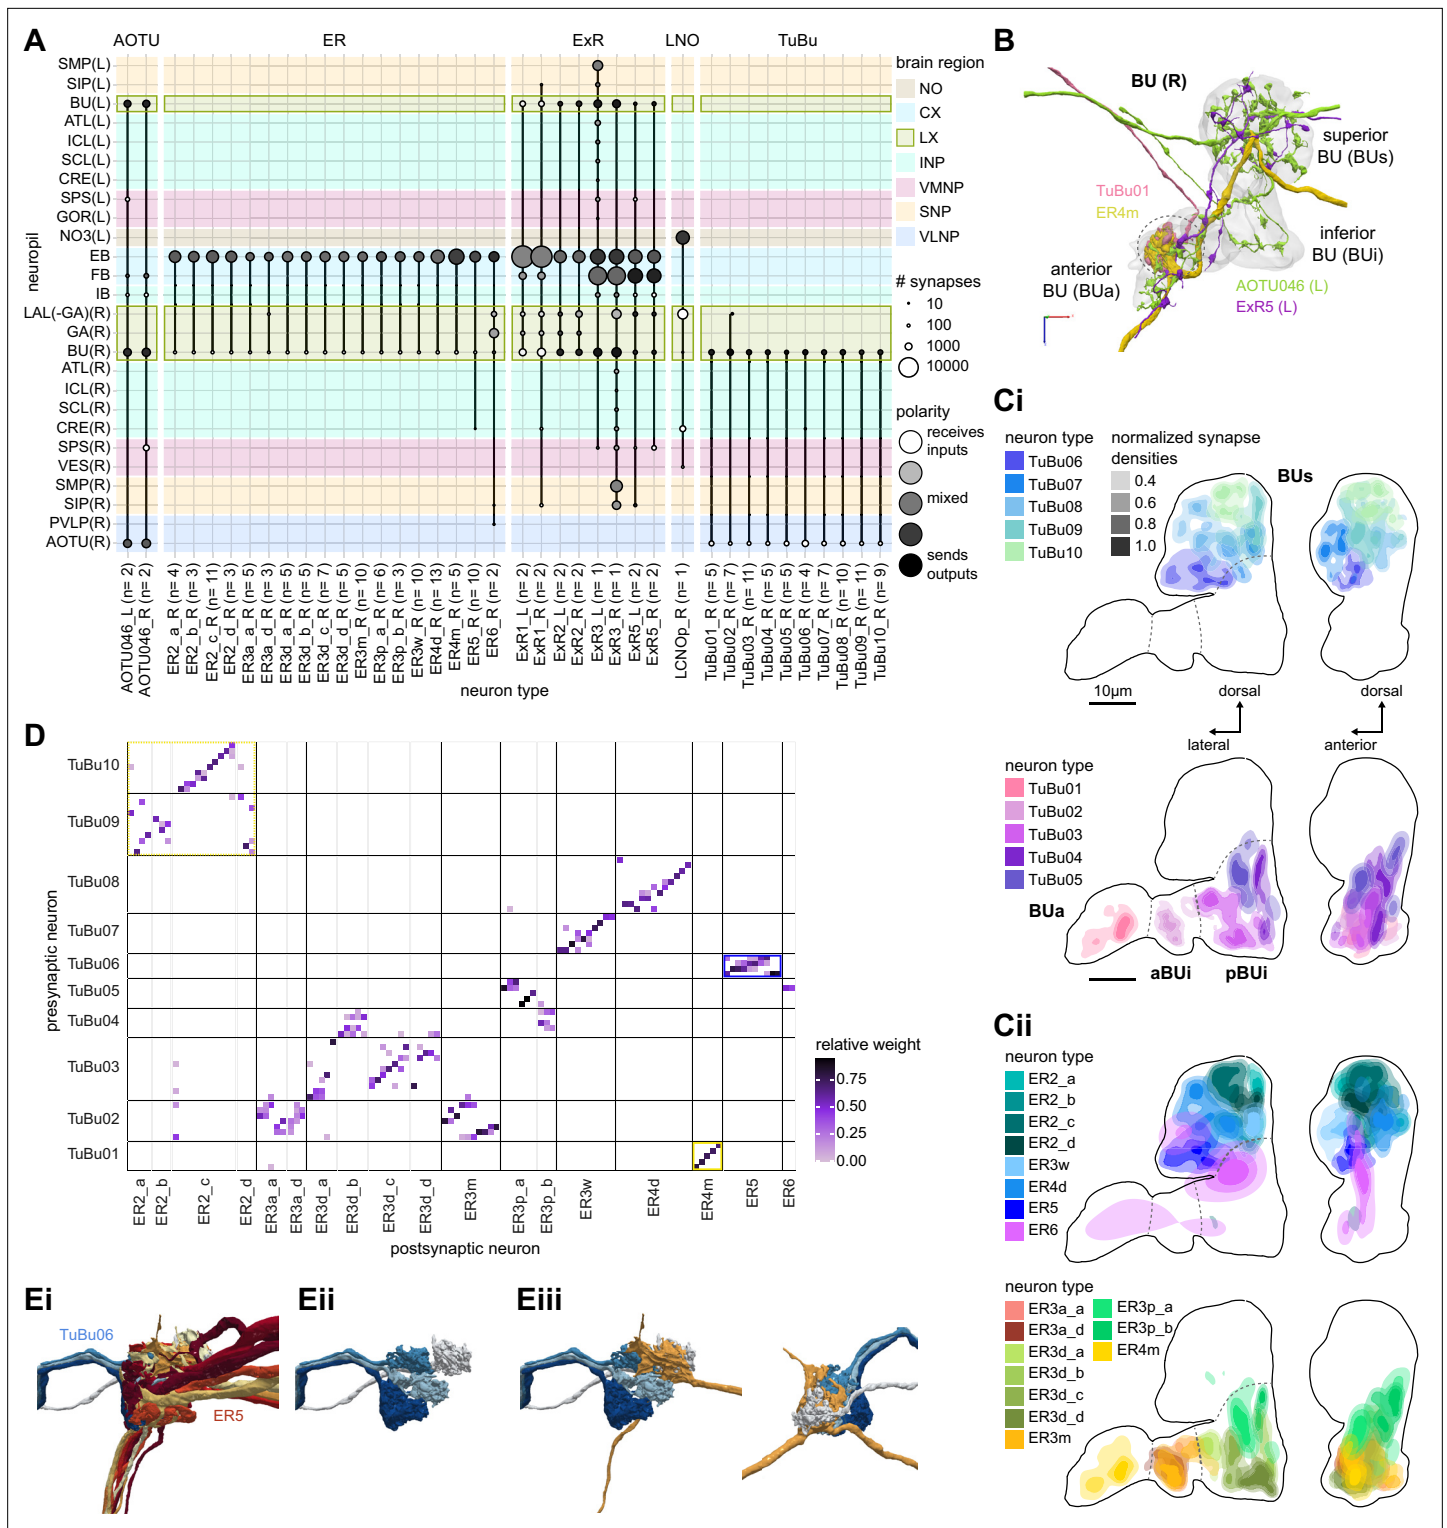 A
AOTU
ER
ExR
LNO
TuBu
neuropil
SMP(L)
SIP(L)
BU(L)
ATL(L)
ICL(L)
SCL(L)
CRE(L)
SPS(L)
GOR(L)
NO3(L)
EB
FB
IB
LAL(-GA)(R)
GA(R)
BU(R)
ATL(R)
ICL(R)
SCL(R)
CRE(R)
SPS(R)
VES(R)
SMP(R)
SIP(R)
PVLP(R)
AOTU(R)
AOTU046_L (n= 2)
AOTU046_R (n= 2)
ER2_a_R (n= 4)
ER2_b_R (n= 3)
ER2_c_R (n= 11)
ER2_d_R (n= 3)
ER3a_a_R (n= 5)
ER3a_d_R (n= 3)
ER3d_a_R (n= 5)
ER3d_b_R (n= 5)
ER3d_c_R (n= 7)
ER3d_d_R (n= 5)
ER3m_R (n= 10)
ER3p_a_R (n= 6)
ER3p_b_R (n= 3)
ER3w_R (n= 10)
ER4d_R (n= 13)
ER4m_R (n= 5)
ER5_R (n= 10)
ER6_R (n= 2)
ExR1_L (n= 2)
ExR1_R (n= 2)
ExR2_L (n= 2)
ExR2_R (n= 2)
ExR3_L (n= 1)
ExR3_R (n= 1)
ExR5_L (n= 2)
ExR5_R (n= 2)
LCNOp_R (n= 1)
TuBu01_R (n= 5)
TuBu02_R (n= 7)
TuBu03_R (n= 11)
TuBu04_R (n= 5)
TuBu05_R (n= 5)
TuBu06_R (n= 4)
TuBu07_R (n= 7)
TuBu08_R (n= 10)
TuBu09_R (n= 11)
TuBu10_R (n= 9)
neuron type
brain region
NO
CX
LX
INP
VMNP
SNP
VLNP
# synapses
10
100
1000
10000
polarity
receives
inputs
mixed
sends
outputs
B
BU (R)
superior
BU (BUs)
TuBu01
ER4m
inferior
BU (BUi)
anterior
BU (BUa)
AOTU046 (L)
ExR5 (L)
Ci
neuron type
TuBu06
TuBu07
TuBu08
TuBu09
TuBu10
normalized synapse
densities
0.4
0.6
0.8
1.0
BUs
10µm
dorsal
lateral
dorsal
anterior
neuron type
TuBu01
TuBu02
TuBu03
TuBu04
TuBu05
BUa
aBUi
pBUi
Cii
neuron type
ER2_a
ER2_b
ER2_c
ER2_d
ER3w
ER4d
ER5
ER6
neuron type
ER3a_a
ER3a_d
ER3d_a
ER3d_b
ER3d_c
ER3d_d
ER3m
ER3p_a
ER3p_b
ER4m
D
presynaptic neuron
TuBu10
TuBu09
TuBu08
TuBu07
TuBu06
TuBu05
TuBu04
TuBu03
TuBu02
TuBu01
ER2_a
ER2_b
ER2_c
ER2_d
ER3a_a
ER3a_d
ER3d_a
ER3d_b
ER3d_c
ER3d_d
ER3m
ER3p_a
ER3p_b
ER3w
ER4d
ER4m
ER5
ER6
postsynaptic neuron
relative weight
0.75
0.50
0.25
0.00
Ei
TuBu06
ER5
Eii
Eiii